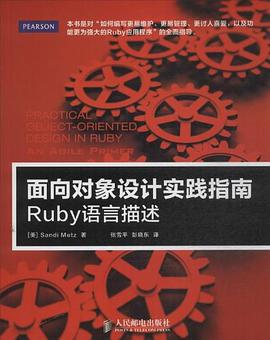 PEARSON
本书是对“如何编写更易维护、更易管理、更讨人喜爱,以及功
能更为强大的Ruby应用程序”的全面指导。
PRACTICAL
OBJECT-ORIENTED
DESIGN IN RUBY
AN AGILE PRIMER
面向对象设计实践指南
Ruby语言描述
[美] Sandi Metz 著
张雪平 彭晓东 译
人民邮电出版社
POSTS & TELECOM PRESS